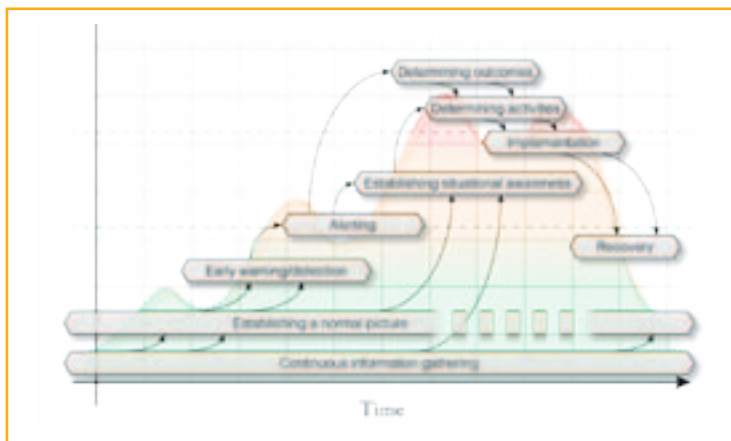 Determining outcomes
Determining activities
Implementation
Establishing situational awareness
Alerting
Recovery
Early warning/detection
Establishing a normal picture
Continuous information gathering
Time